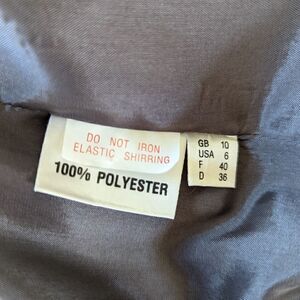 DO NOT IRON
ELASTIC SHIRRING
100% POLYESTER
GB 10
USA 6
F 40
D 36